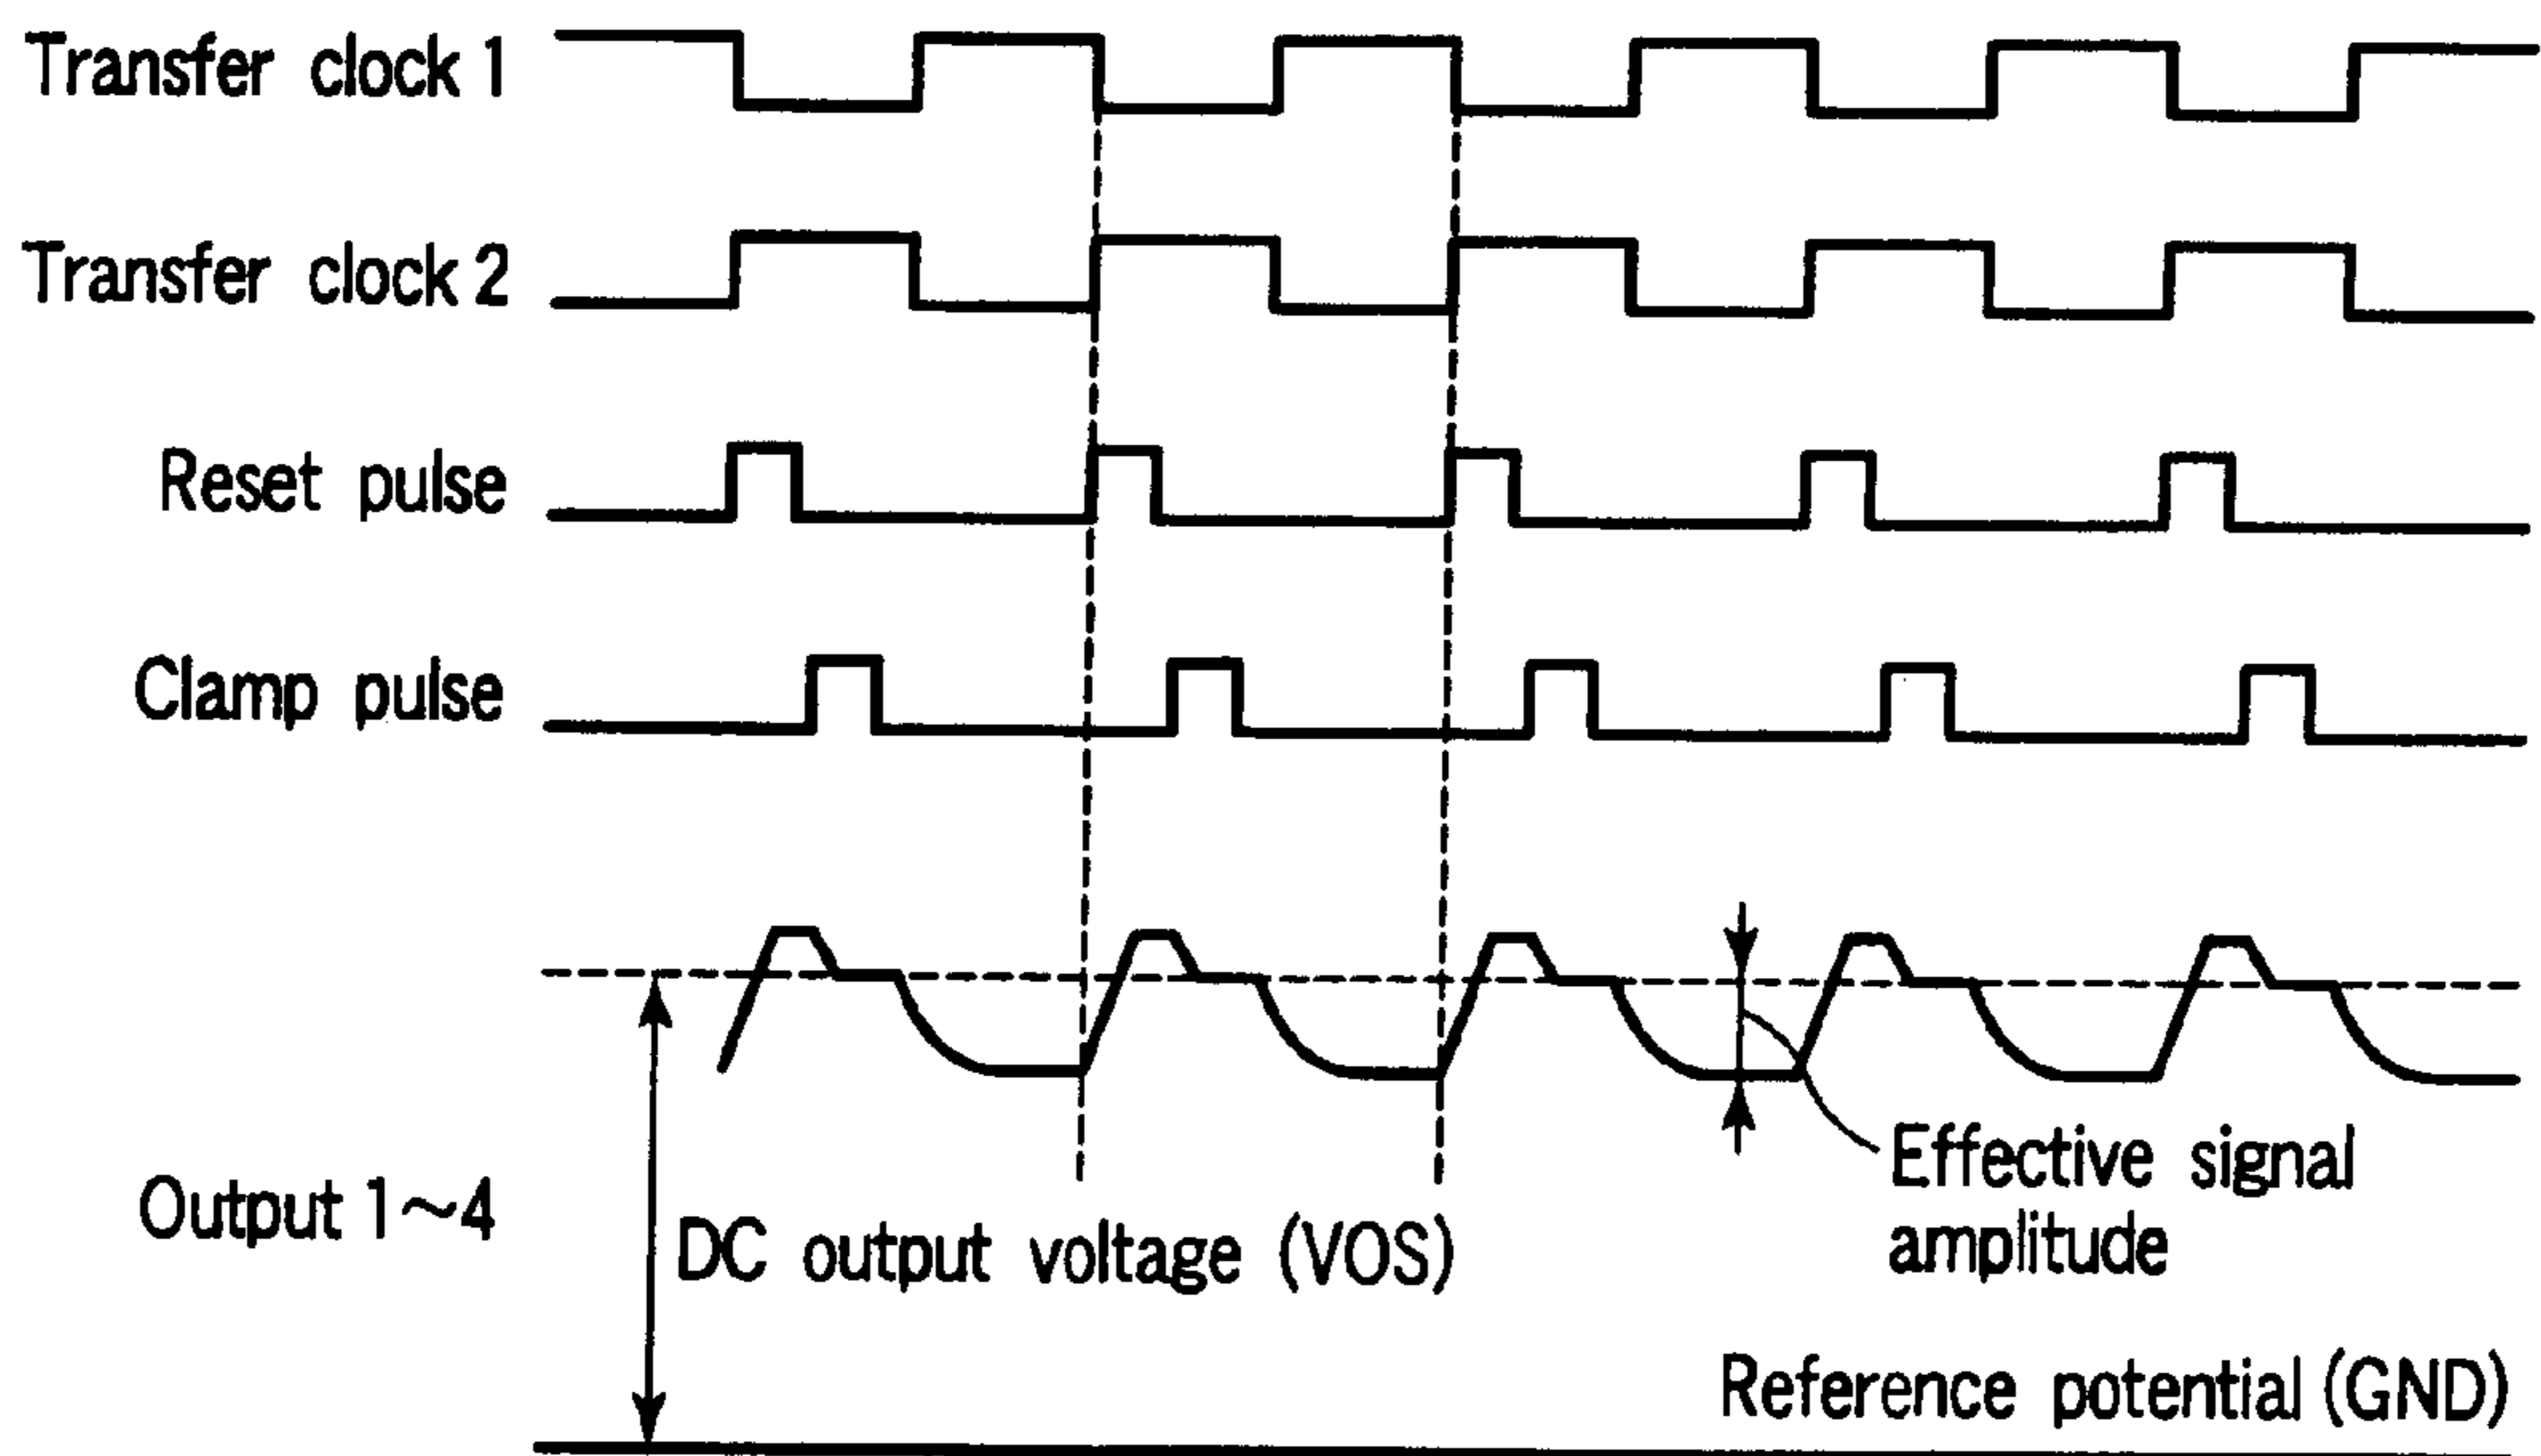 Transfer clock 1
Transfer clock 2
Reset pulse
Clamp pulse
Output 1~4
DC output voltage (VOS)
Effective signal
amplitude
Reference potential (GND)